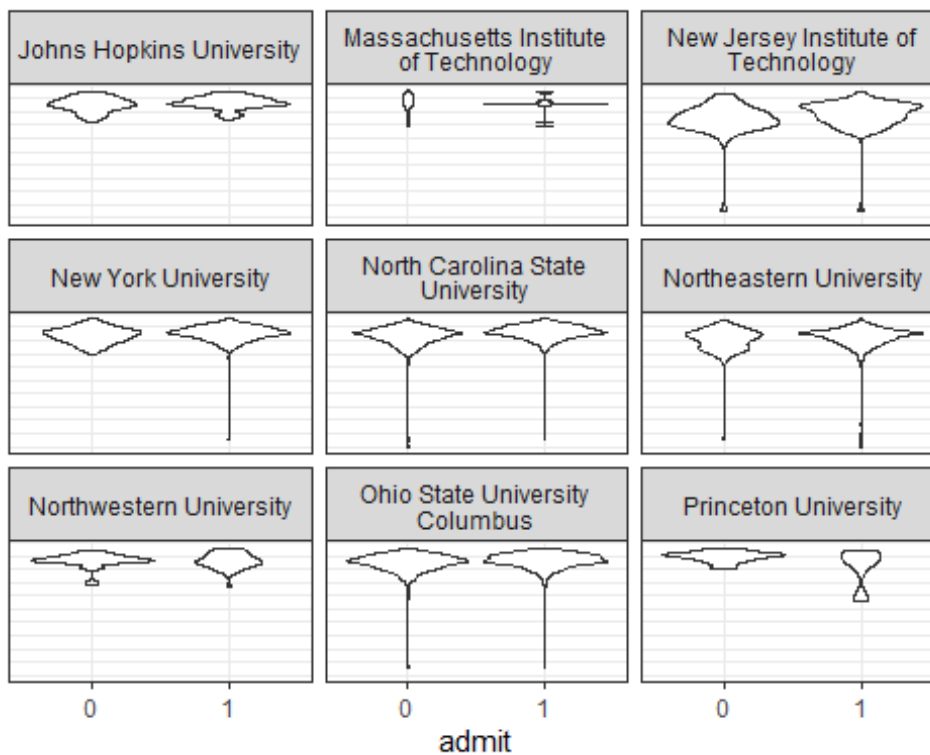 Johns Hopkins University
Massachusetts Institute
of Technology
New Jersey Institute of
Technology
New York University
North Carolina State
University
Northeastern University
Northwestern University
Ohio State University
Columbus
Princeton University
0 1 0 1 0 1
admit